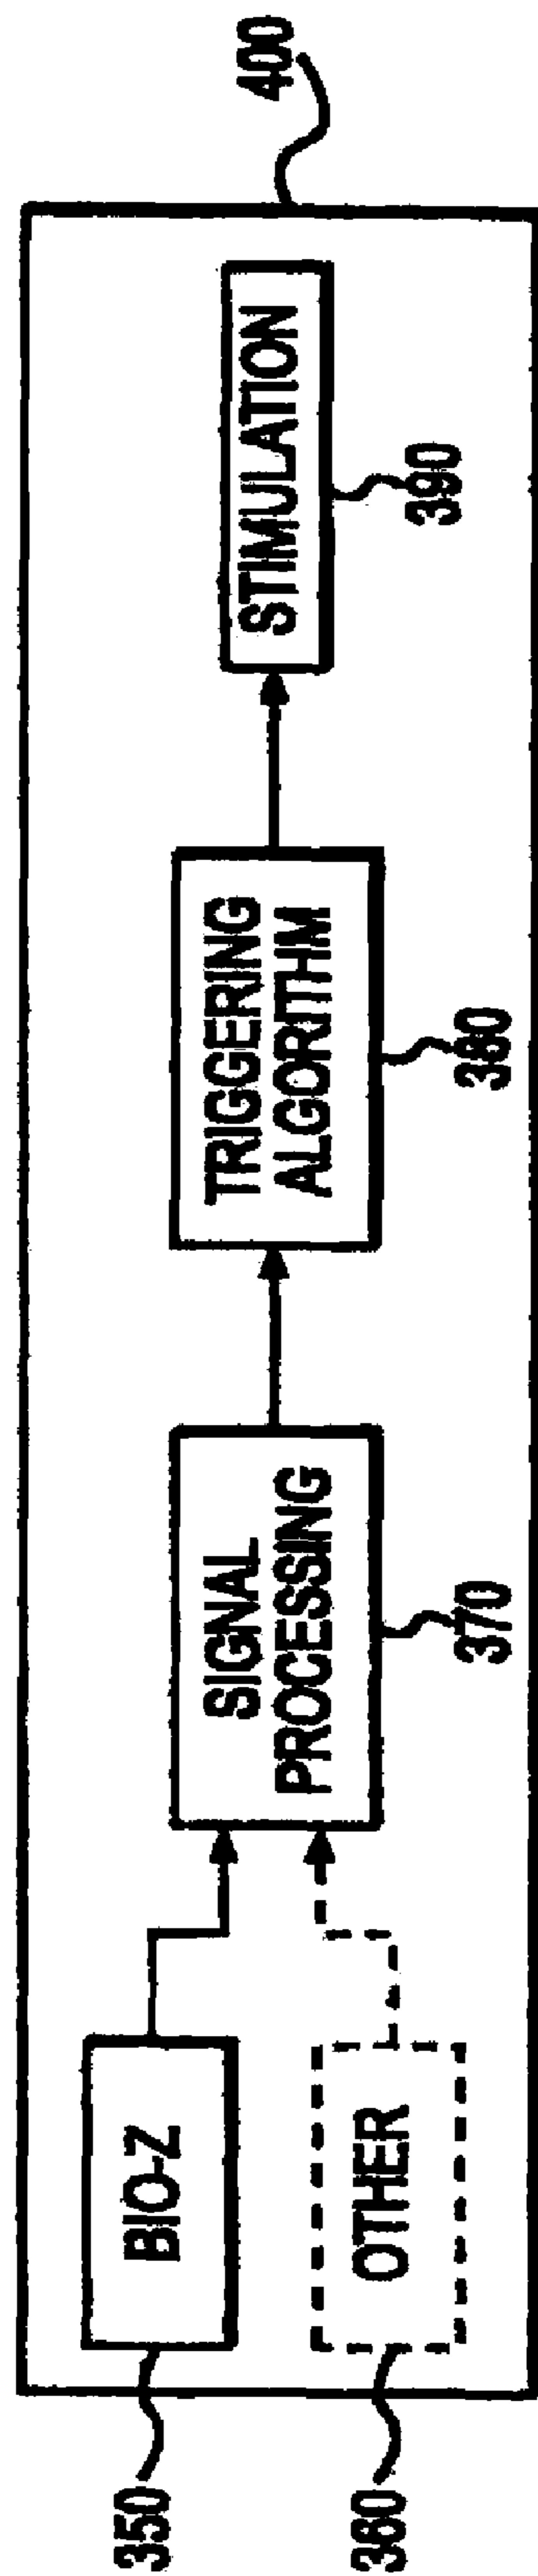 400
BIO-Z
350
OTHER
360
SIGNAL
PROCESSING
370
TRIGGERING
ALGORITHM
380
STIMULATION
390